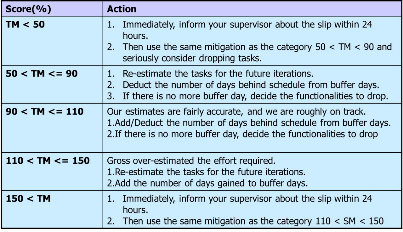 Score(%) Action
TM < 50 1. Immediately, inform your supervisor about the slip within 24
hours.
2. Then use the same mitigation as the category 50 < TM < 90 and
seriously consider dropping tasks.
50 < TM <= 90 1. Re-estimate the tasks for the future iterations.
2. Deduct the number of days behind schedule from buffer days.
3. If there is no more buffer day, decide the functionalities to drop.
90 < TM <= 110 Our estimates are fairly accurate, and we are roughly on track.
1.Add/Deduct the number of days behind schedule from buffer days.
2.If there is no more buffer day, decide the functionalities to drop
110 < TM <= 150 Gross over-estimated the effort required.
1.Re-estimate the tasks for the future iterations.
2.Add the number of days gained to buffer days.
150 < TM 1. Immediately, inform your supervisor about the slip within 24
hours.
2. Then use the same mitigation as the category 110 < SM < 150